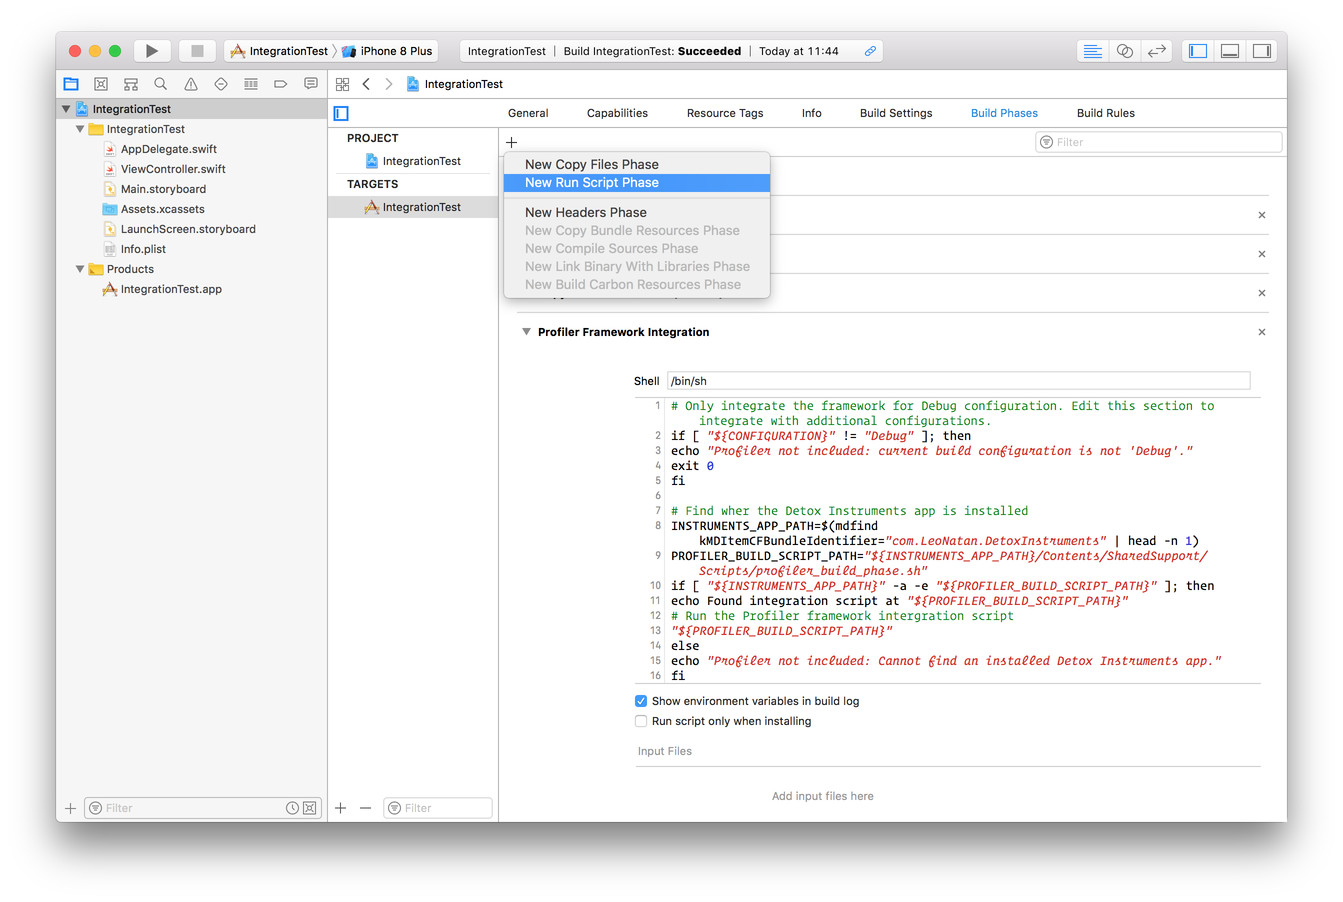 IntegrationTest
iPhone 8 Plus
IntegrationTest | Build IntegrationTest: Succeeded | Today at 11:44
IntegrationTest
IntegrationTest
IntegrationTest
AppDelegate.swift
ViewController.swift
Main.storyboard
Assets.xcassets
LaunchScreen.storyboard
Info.plist
Products
IntegrationTest.app
Filter
General
Capabilities
Resource Tags
Info
Build Settings
Build Phases
Build Rules
PROJECT
IntegrationTest
TARGETS
IntegrationTest
Filter
Filter
New Copy Files Phase
New Run Script Phase
New Headers Phase
New Copy Bundle Resources Phase
New Compile Sources Phase
New Link Binary With Libraries Phase
New Build Carbon Resources Phase
Profiler Framework Integration
Shell /bin/sh
1 # Only integrate the framework for Debug configuration. Edit this section to
integrate with additional configurations.
2 if [ "${CONFIGURATION}" != "Debug" ]; then
3 echo "Profiler not included: current build configuration is not 'Debug'."
4 exit 0
5 fi
6
7 # Find wher the Detox Instruments app is installed
8 INSTRUMENTS_APP_PATH=$(mdfind
kMDItemCFBundleIdentifier="com.LeoNatan.DetoxInstruments" | head -n 1)
9 PROFILER_BUILD_SCRIPT_PATH="${INSTRUMENTS_APP_PATH}/Contents/SharedSupport/
Scripts/profiler_build_phase.sh"
10 if [ "${INSTRUMENTS_APP_PATH}" -a -e "${PROFILER_BUILD_SCRIPT_PATH}" ]; then
11 echo Found integration script at "${PROFILER_BUILD_SCRIPT_PATH}"
12 # Run the Profiler framework intergration script
13 "${PROFILER_BUILD_SCRIPT_PATH}"
14 else
15 echo "Profiler not included: Cannot find an installed Detox Instruments app."
16 fi
Show environment variables in build log
Run script only when installing
Input Files
Add input files here